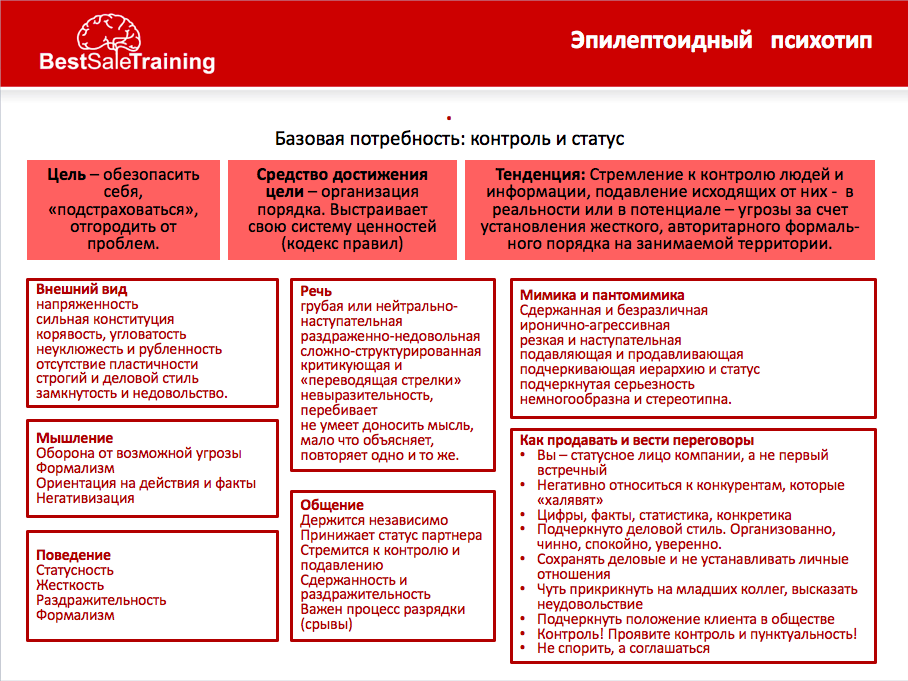 BestSaleTraining
Эпилептоидный психотип
Базовая потребность: контроль и статус
Цель – обезопасить
себя,
«подстраховаться»,
отгородить от
проблем.
Средство достижения
цели – организация
порядка. Выстраивает
свою систему ценностей
(кодекс правил)
Тенденция: Стремление к контролю людей и
информации, подавление исходящих от них - в
реальности или в потенциале – угрозы за счет
установления жесткого, авторитарного формаль-
ного порядка на занимаемой территории.
Внешний вид
напряженность
сильная конституция
корявость, угловатость
неуклюжесть и рубленность
отсутствие пластичности
строгий и деловой стиль
замкнутость и недовольство.
Мышление
Оборона от возможной угрозы
Формализм
Ориентация на действия и факты
Негативизация
Поведение
Статусность
Жесткость
Раздражительность
Формализм
Речь
грубая или нейтрально-
наступательная
раздраженно-недовольная
сложно-структурированная
критикующая и
«переводящая стрелки»
невыразительность,
перебивает
не умеет доносить мысль,
мало что объясняет,
повторяет одно и то же.
Общение
Держится независимо
Принижает статус партнера
Стремится к контролю и
подавлению
Сдержанность и
раздражительность
Важен процесс разрядки
(срывы)
Мимика и пантомимика
Сдержанная и безразличная
иронично-агрессивная
резкая и наступательная
подавляющая и продавливающая
подчеркивающая иерархию и статус
подчеркнутая серьезность
немногообразна и стереотипна.
Как продавать и вести переговоры
• Вы – статусное лицо компании, а не первый
встречный
• Негативно относиться к конкурентам, которые
«халявят»
• Цифры, факты, статистика, конкретика
• Подчеркнуто деловой стиль. Организованно,
чинно, спокойно, уверенно.
• Сохранять деловые и не устанавливать личные
отношения
• Чуть прикрикнуть на младших коллег, высказать
неудовольствие
• Подчеркнуть положение клиента в обществе
• Контроль! Проявите контроль и пунктуальность!
• Не спорить, а соглашаться